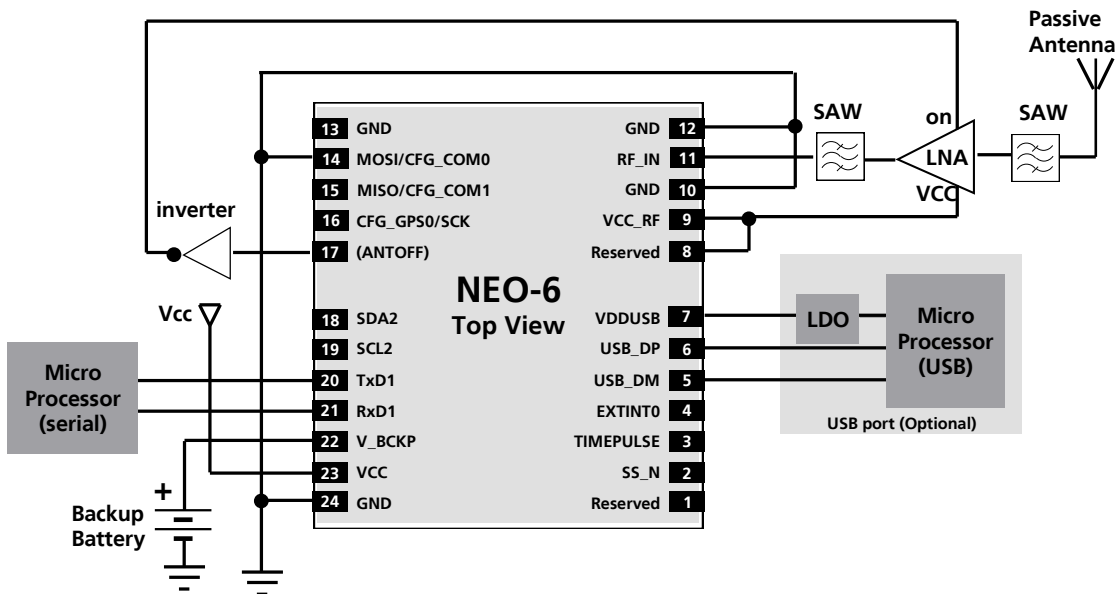 Passive
Antenna
SAW
on
SAW
LNA
VCC
inverter
13 GND
14 MOSI/CFG_COM0
15 MISO/CFG_COM1
16 CFG_GPS0/SCK
17 (ANTOFF)
18 SDA2
19 SCL2
20 TxD1
21 RxD1
22 V_BCKP
23 VCC
24 GND
NEO-6
Top View
GND 12
RF_IN 11
GND 10
VCC_RF 9
Reserved 8
VDDUSB 7
USB_DP 6
USB_DM 5
EXTINT0 4
TIMEPULSE 3
SS_N 2
Reserved 1
Vcc
Micro
Processor
(serial)
+
Backup
Battery
LDO
Micro
Processor
(USB)
USB port (Optional)